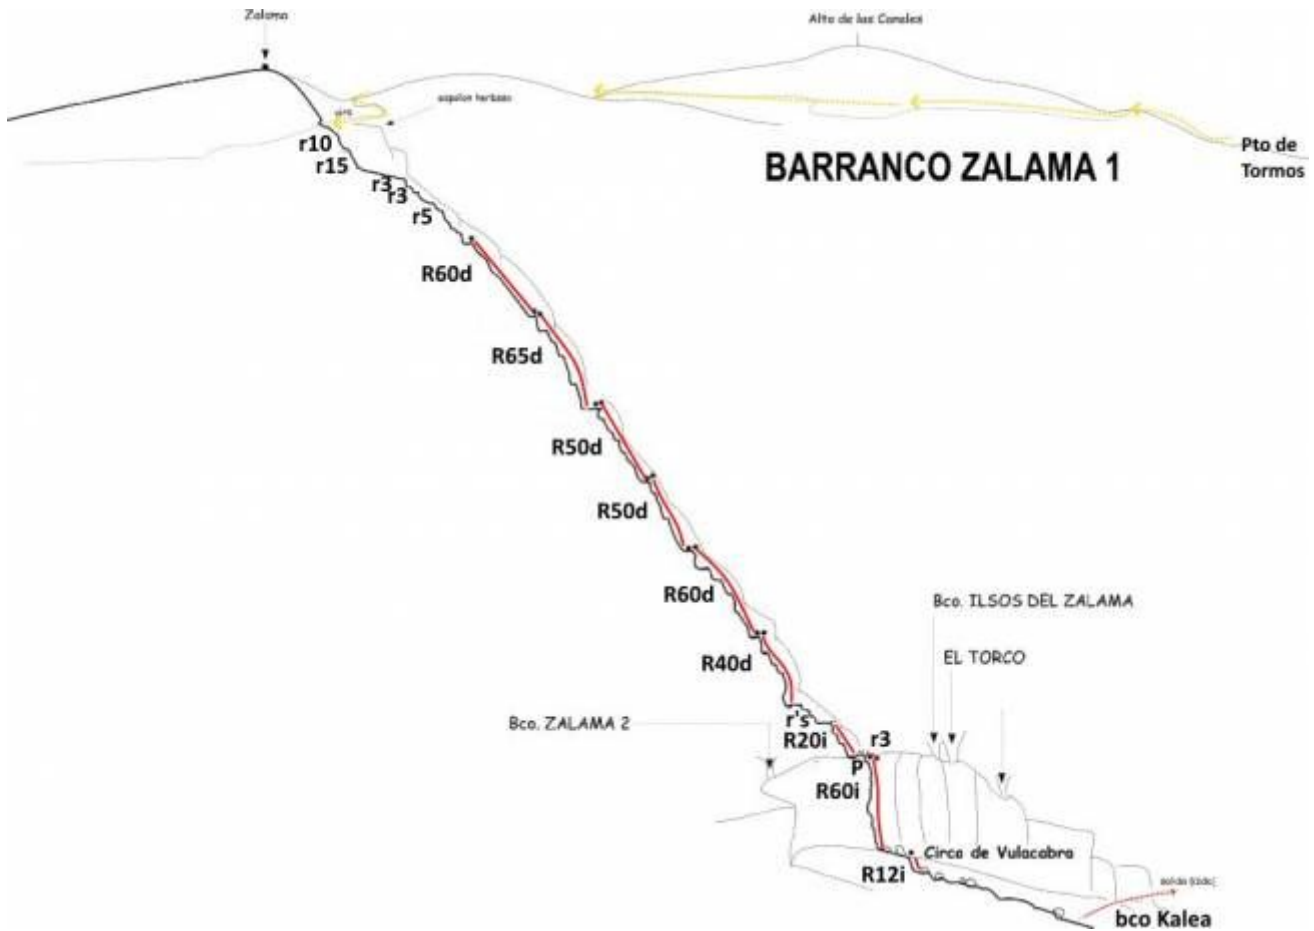 Zalama
Alto de las Canales
espolon herboso
Pto de
Tormos
BARRANCO ZALAMA 1
r10
r15
r3
r3
r5
R60d
R65d
R50d
R50d
R60d
R40d
Bco. ILSOS DEL ZALAMA
EL TORCO
Bco. ZALAMA 2
r's
R20i
r3
P
R60i
Circo de Vulacabra
R12i
bco Kalea